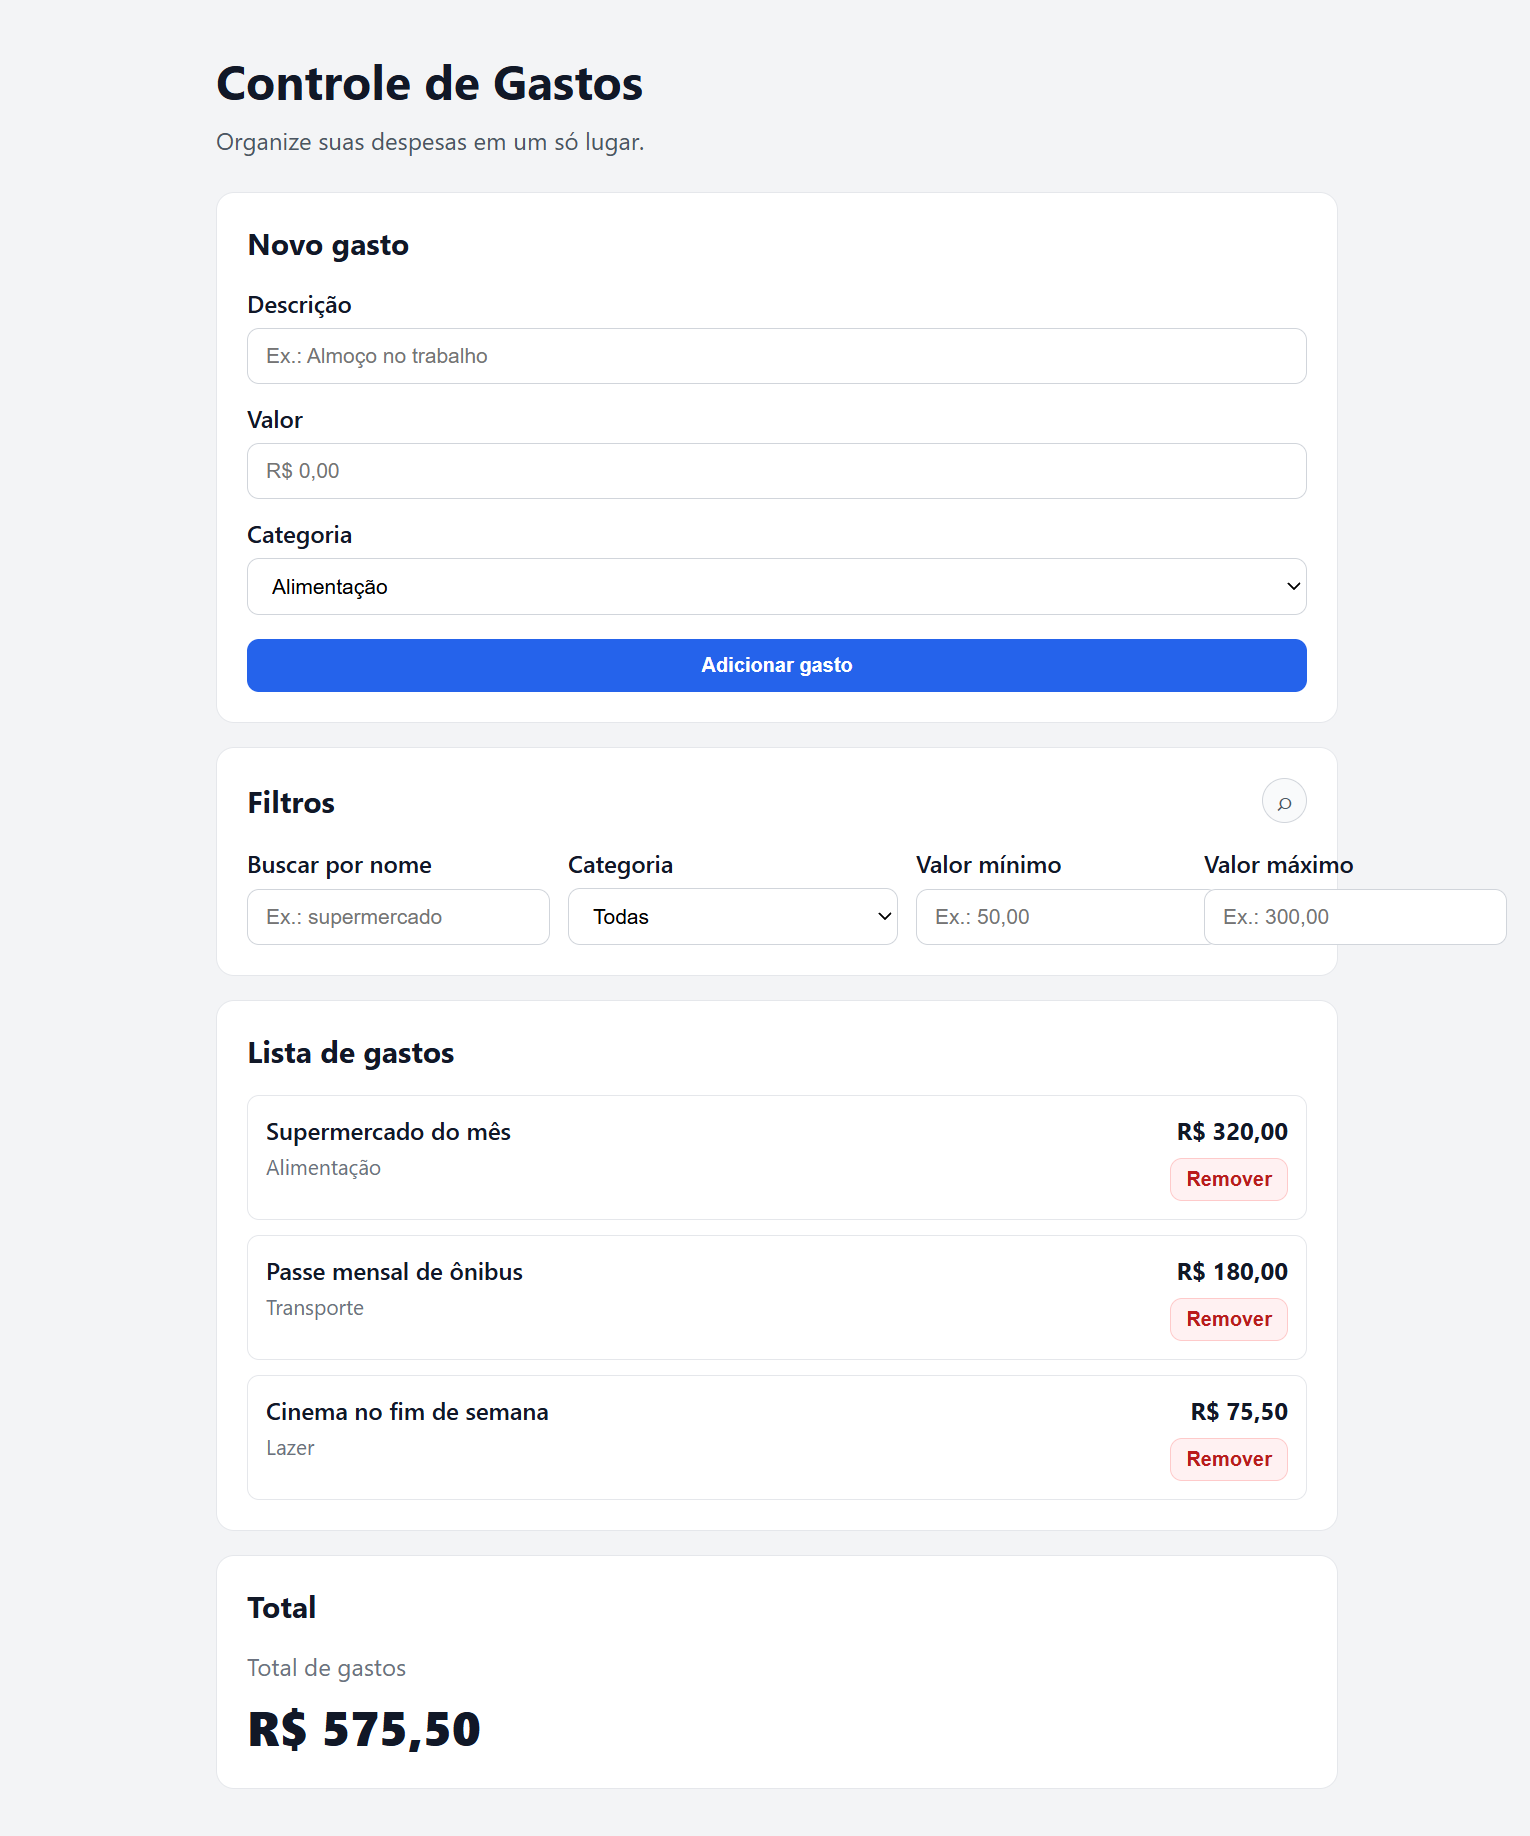 Controle de Gastos
Organize suas despesas em um só lugar.
Novo gasto
Descrição
Ex.: Almoço no trabalho
Valor
R$ 0,00
Categoria
Alimentação
Adicionar gasto
Filtros
Buscar por nome
Ex.: supermercado
Categoria
Todas
Valor mínimo
Ex.: 50,00
Valor máximo
Ex.: 300,00
Lista de gastos
Supermercado do mês
R$ 320,00
Alimentação
Remover
Passe mensal de ônibus
R$ 180,00
Transporte
Remover
Cinema no fim de semana
R$ 75,50
Lazer
Remover
Total
Total de gastos
R$ 575,50